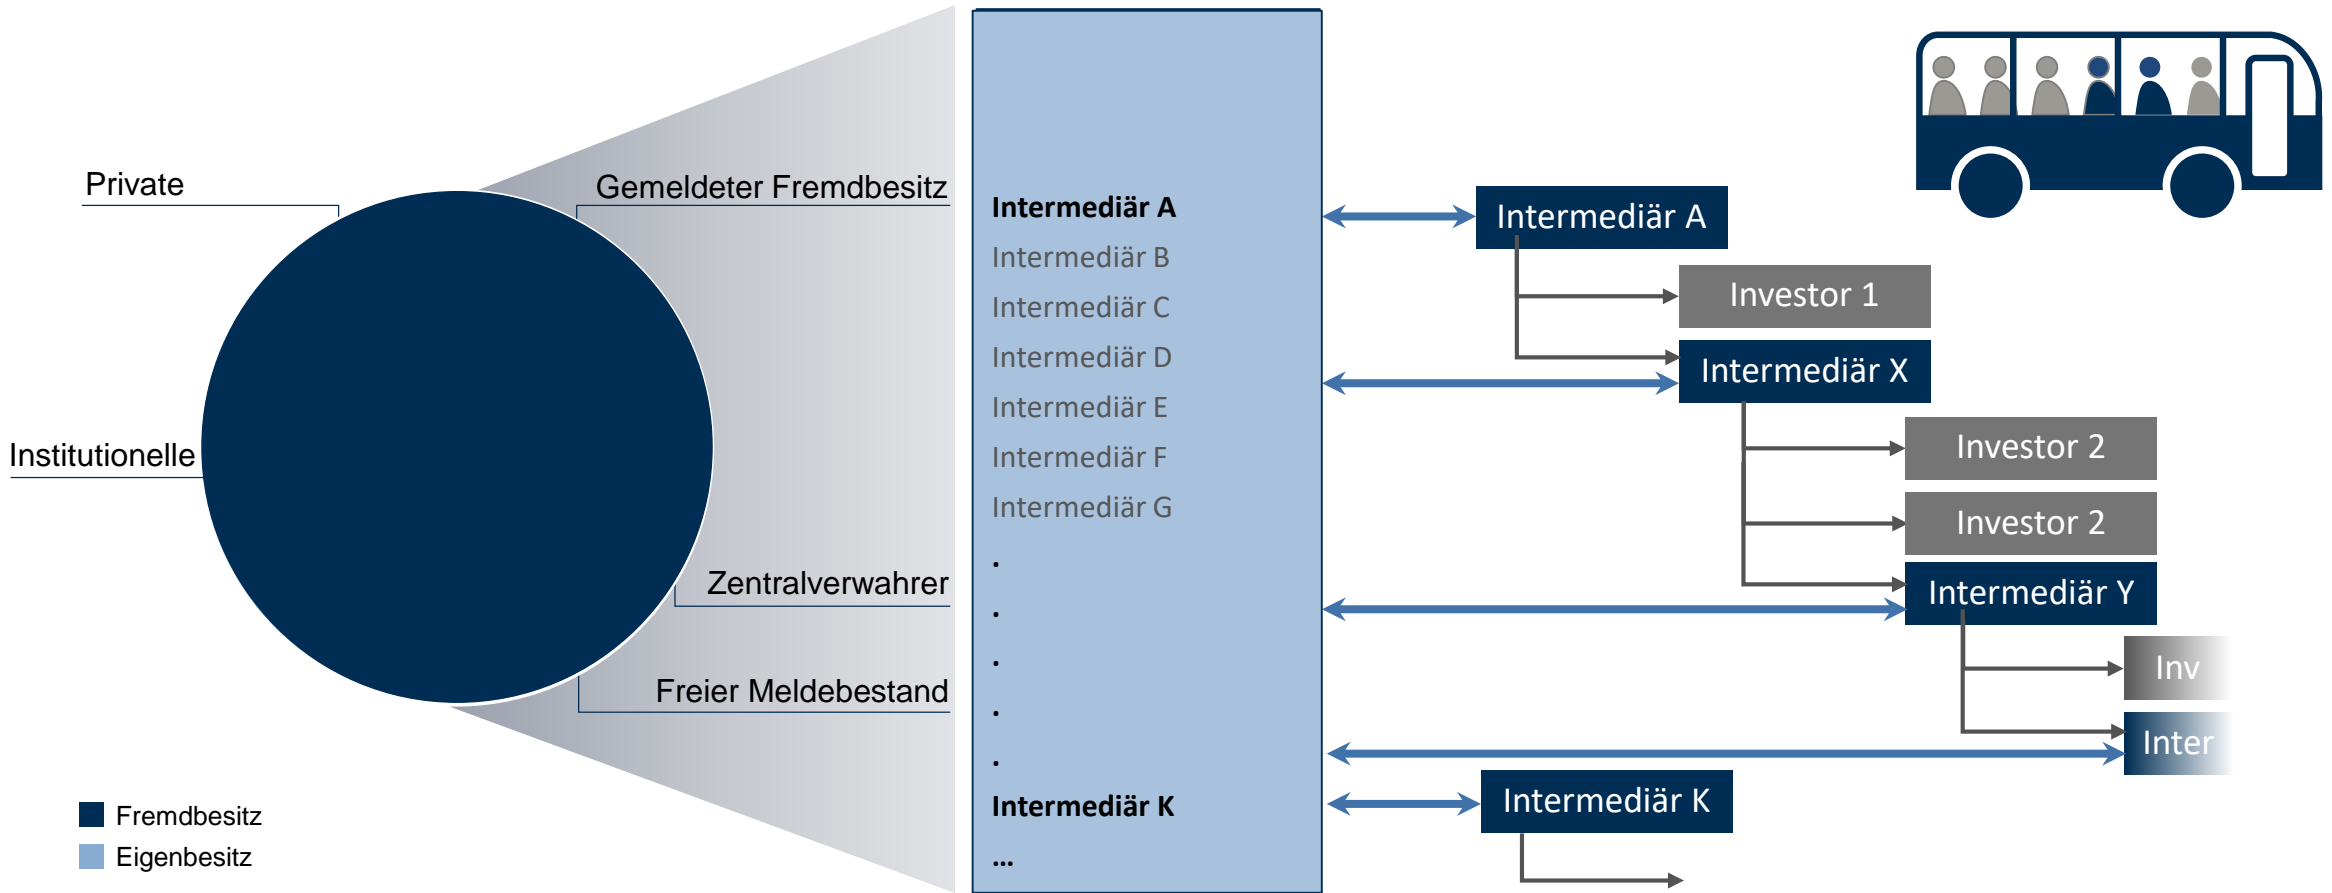 Private
Institutionelle
Gemeldeter Fremdbesitz
Zentralverwahrer
Freier Meldebestand
Fremdbesitz
Eigenbesitz
Intermediär A
Intermediär B
Intermediär C
Intermediär D
Intermediär E
Intermediär F
Intermediär G
.
.
.
.
.
Intermediär K
...
Intermediär A
Investor 1
Intermediär X
Investor 2
Investor 2
Intermediär Y
Inv
Inter
Intermediär K